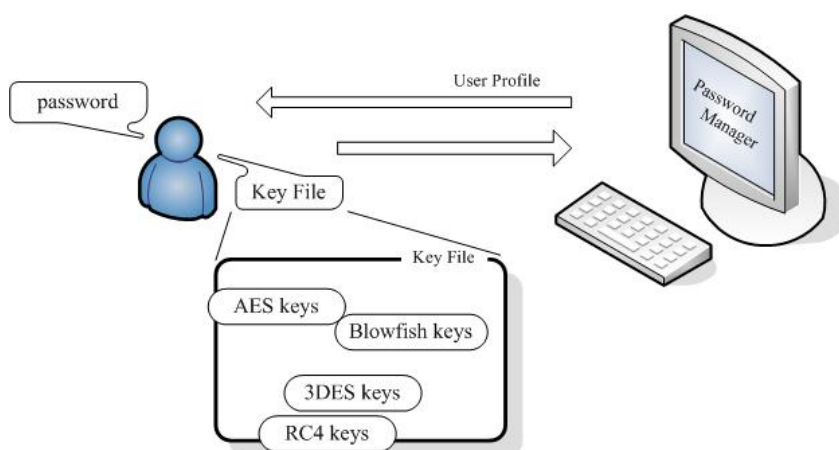 User Profile
password
Password
Manager
Key File
Key File
AES keys
Blowfish keys
3DES keys
RC4 keys